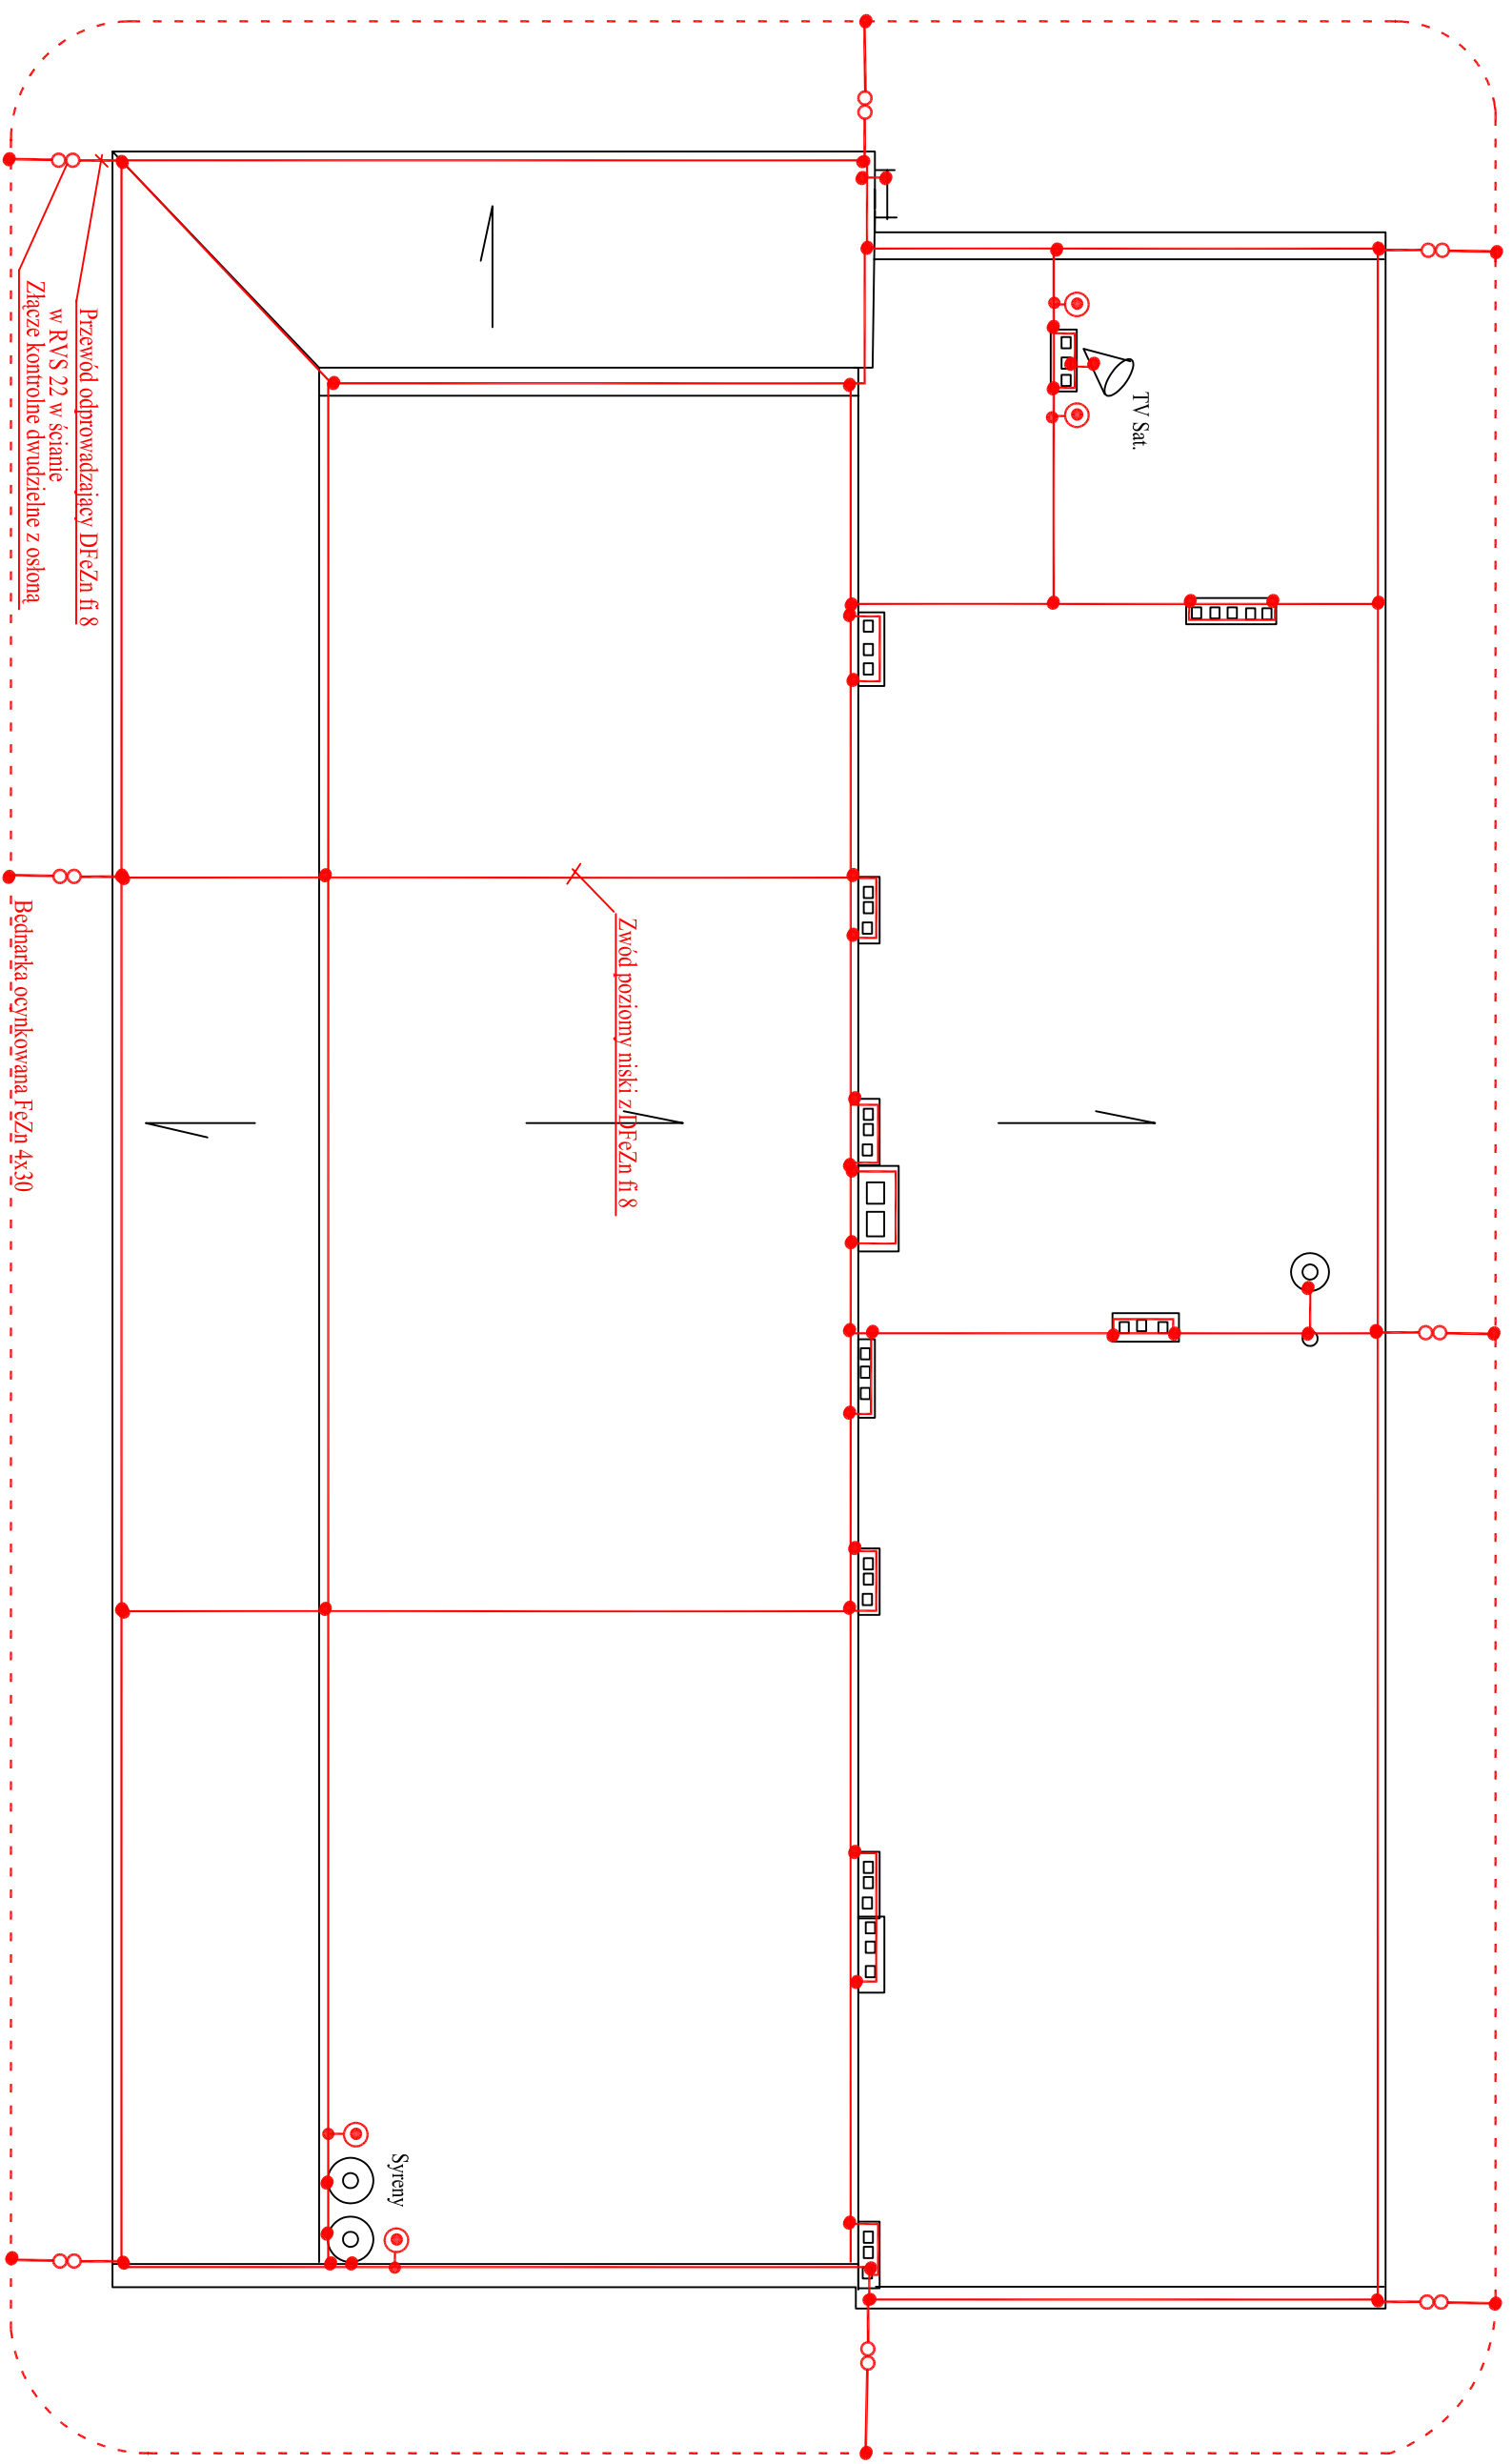 Przewód odprowadzający DFeZn fi 8
w RVS 22 w ścianie
Złącze kontrolne dwudzielne z osłoną
TV Sat.
Zwód poziomy niski z DFeZn fi 8
Bednarka ocynkowana FeZn 4x30
Syreny